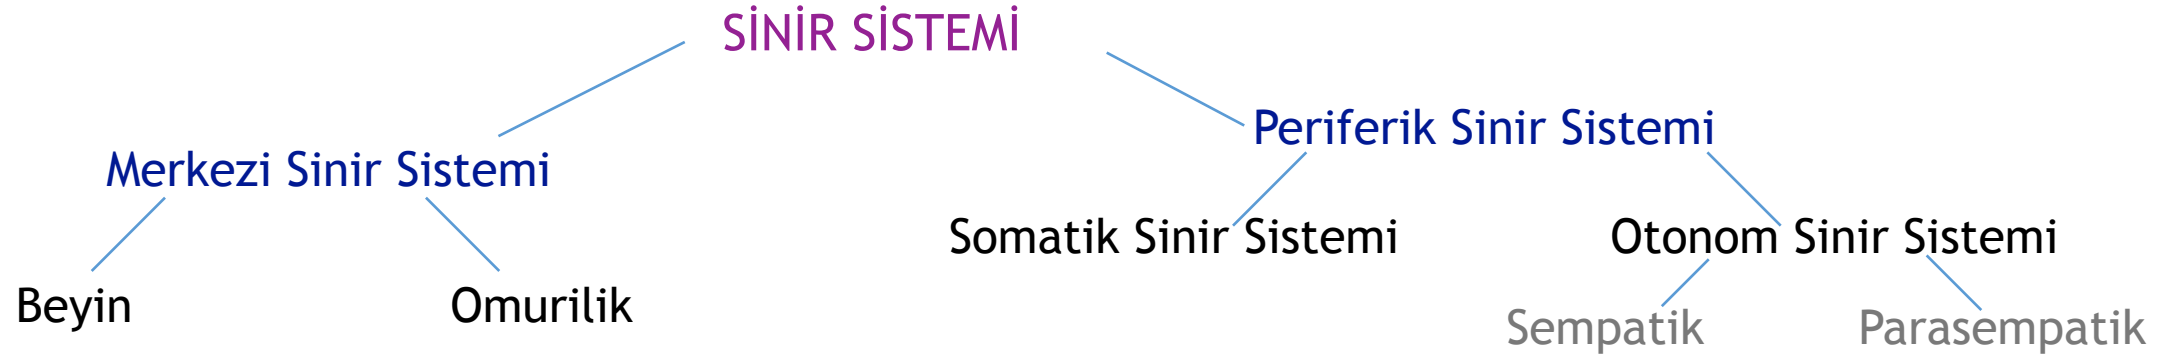 SİNİR SİSTEMİ
Periferik Sinir Sistemi
Merkezi Sinir Sistemi
Somatik Sinir Sistemi
Otonom Sinir Sistemi
Beyin
Omurilik
Sempatik
Parasempatik